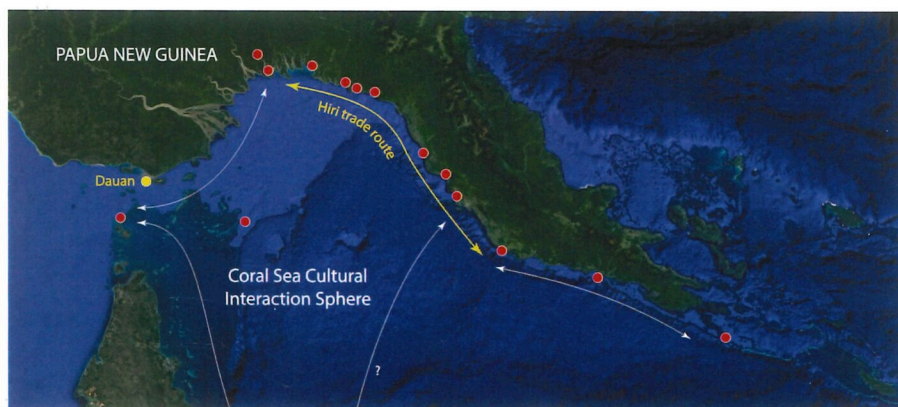 PAPUA NEW GUINEA
Hiri trade route
Dauan
Coral Sea Cultural
Interaction Sphere
?